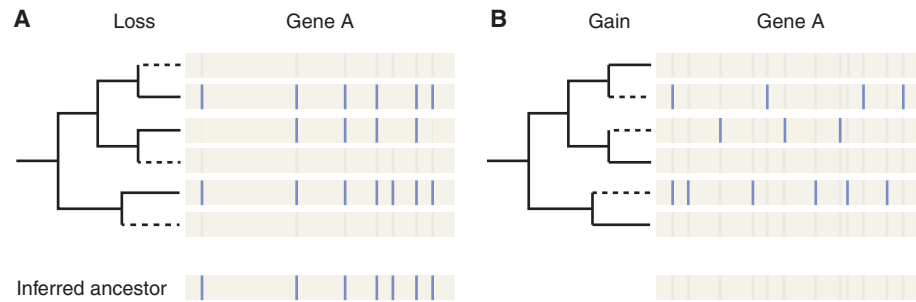 A
Loss
Gene A
B
Gain
Gene A
Inferred ancestor